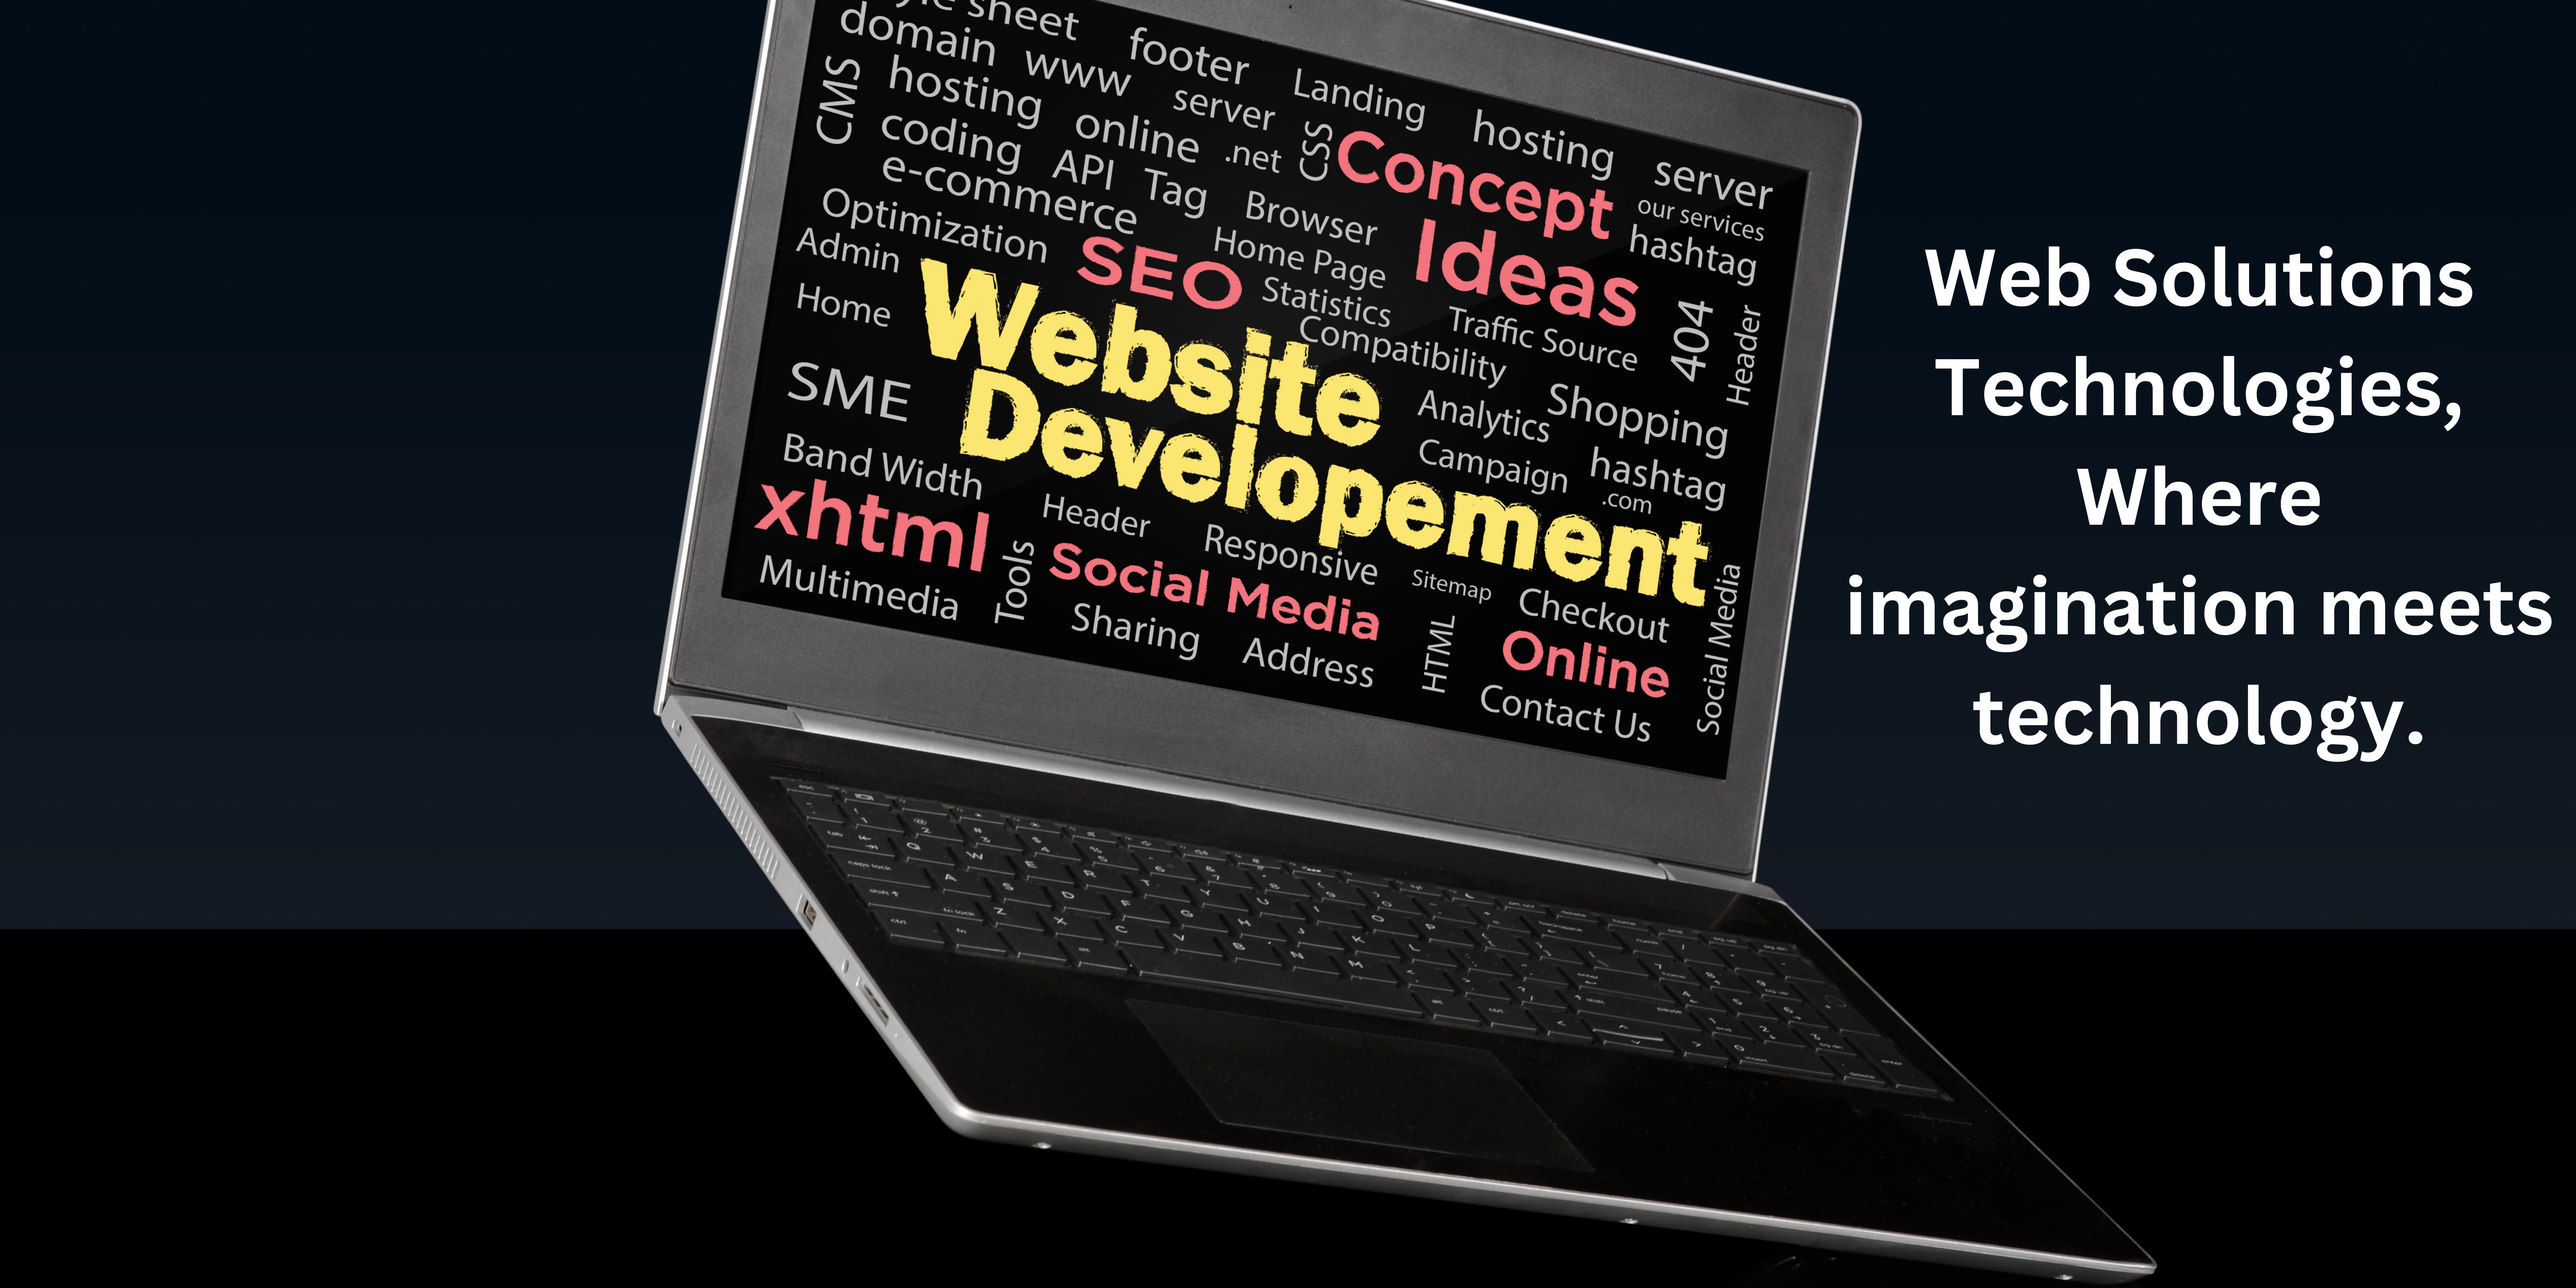 yle sheet
footer
Landing
hosting
server
domain
www
server
CSS
Concept
our services
CMS
hosting
online
.net
Ideas
hashtag
coding
API
Tag
Browser
e-commerce
Home Page
404
Header
Optimization
SEO
Statistics
Traffic Source
Admin
Compatibility
Home
Website
Developement
Analytics
Shopping
SME
Campaign
hashtag
.com
Band Width
xhtml
Header
Responsive
Sitemap
Checkout
Multimedia
Tools
Social Media
Sharing
Address
HTML
Online
Contact Us
Social Media
Web Solutions
Technologies,
Where
imagination meets
technology.